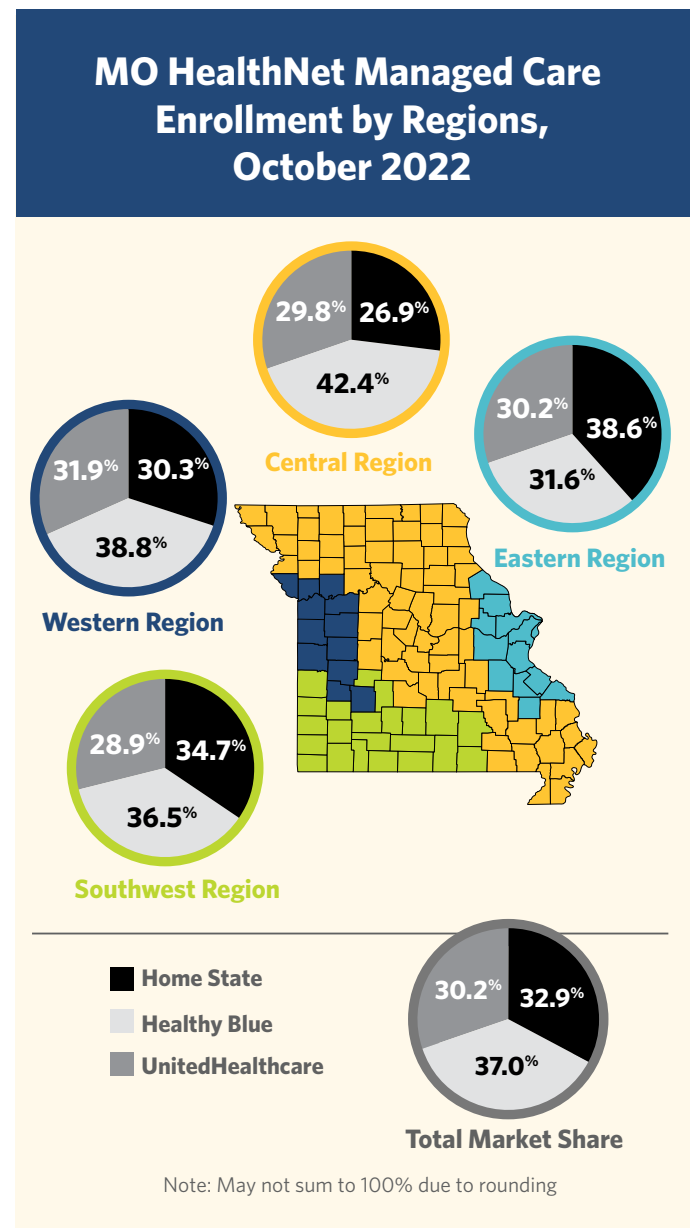 MO HealthNet Managed Care
Enrollment by Regions,
October 2022
29.8%
26.9%
42.4%
Central Region
30.2%
38.6%
31.6%
Eastern Region
31.9%
30.3%
38.8%
Western Region
28.9%
34.7%
36.5%
Southwest Region
Home State
Healthy Blue
UnitedHealthcare
30.2%
32.9%
37.0%
Total Market Share
Note: May not sum to 100% due to rounding